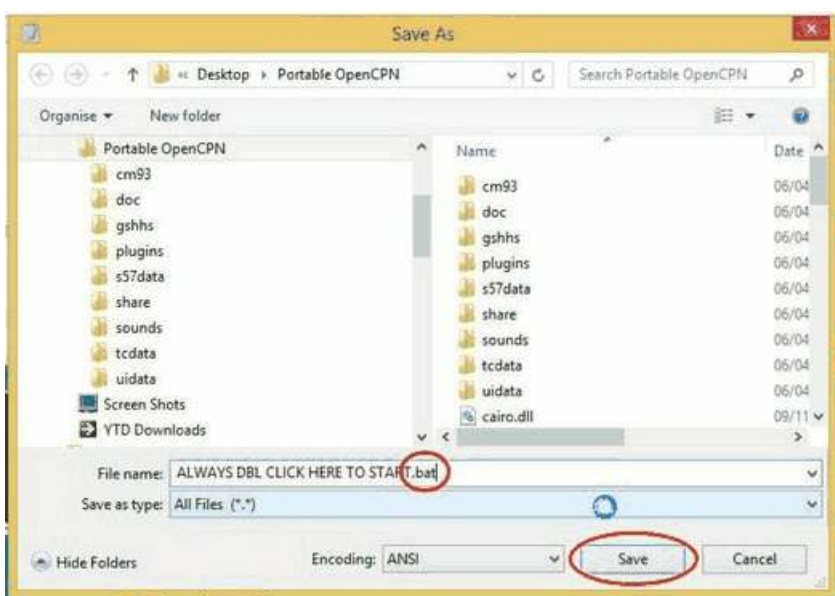 Save As
« Desktop Portable OpenCPN Search Portable OpenCPN
Organise New folder
Portable OpenCPN
cm93
doc
gshhs
plugins
s57data
share
sounds
tcdata
uidata
Screen Shots
YTD Downloads
Name Date
cm93 06/04
doc 06/04
gshhs 06/04
plugins 06/04
s57data 06/04
share 06/04
sounds 06/04
tcdata 06/04
uidata 06/04
cairo.dll 09/11
File name: ALWAYS DBL CLICK HERE TO START.bat
Save as type: All Files (*.*)
Hide Folders Encoding: ANSI Save Cancel